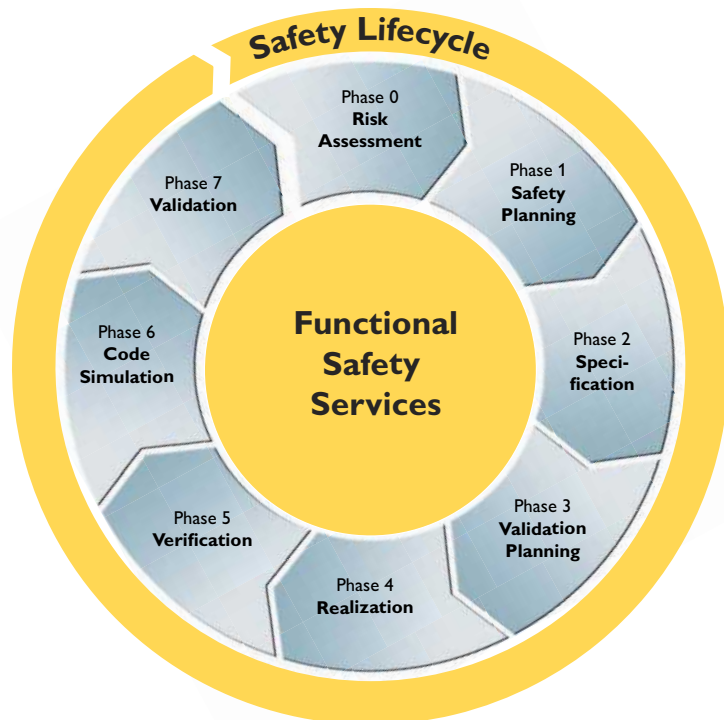 Safety Lifecycle
Phase 0
Risk
Assessment
Phase 1
Safety
Planning
Phase 2
Speci-
fication
Phase 3
Validation
Planning
Phase 4
Realization
Phase 5
Verification
Phase 6
Code
Simulation
Phase 7
Validation
Functional
Safety
Services